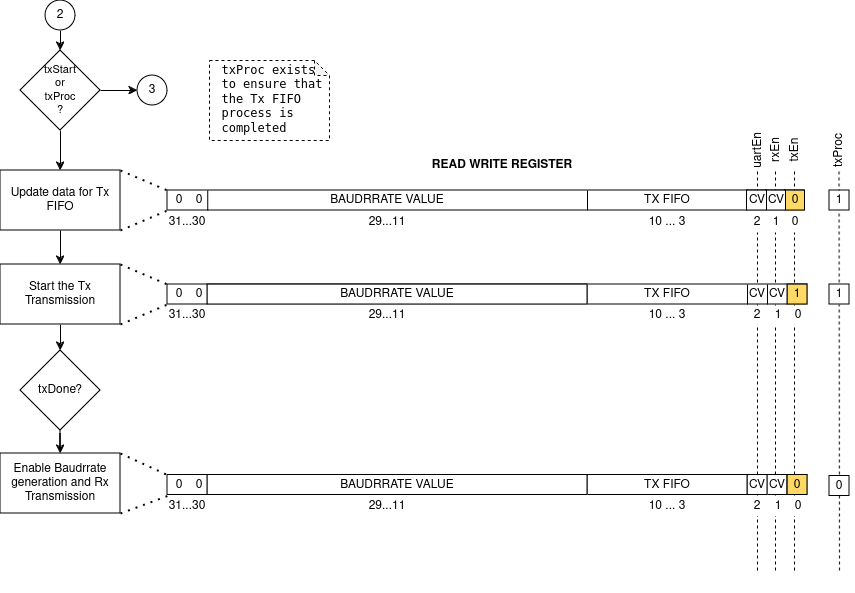 2
txStart
or
txProc
?
3
txProc exists
to ensure that
the Tx FIFO
process is
completed
READ WRITE REGISTER
uartEn
rxEn
txEn
txProc
Update data for Tx
FIFO
0 0 BAUDRRATE VALUE TX FIFO CV CV 0 1
31...30 29...11 10 ... 3 2 1 0
Start the Tx
Transmission
0 0 BAUDRRATE VALUE TX FIFO CV CV 1 1
31...30 29...11 10 ... 3 2 1 0
txDone?
Enable Baudrrate
generation and Rx
Transmission
0 0 BAUDRRATE VALUE TX FIFO CV CV 0 0
31...30 29...11 10 ... 3 2 1 0